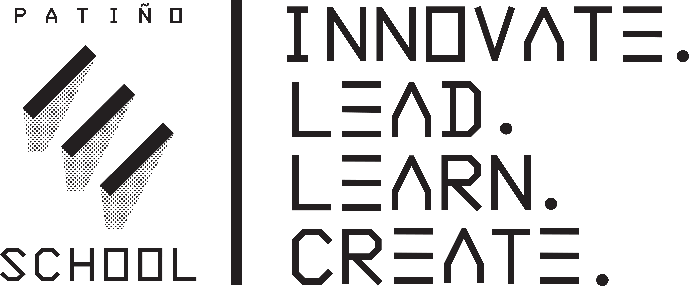 PATIÑO
SCHOOL
INNOVATE.
LEAD.
LEARN.
CREATE.